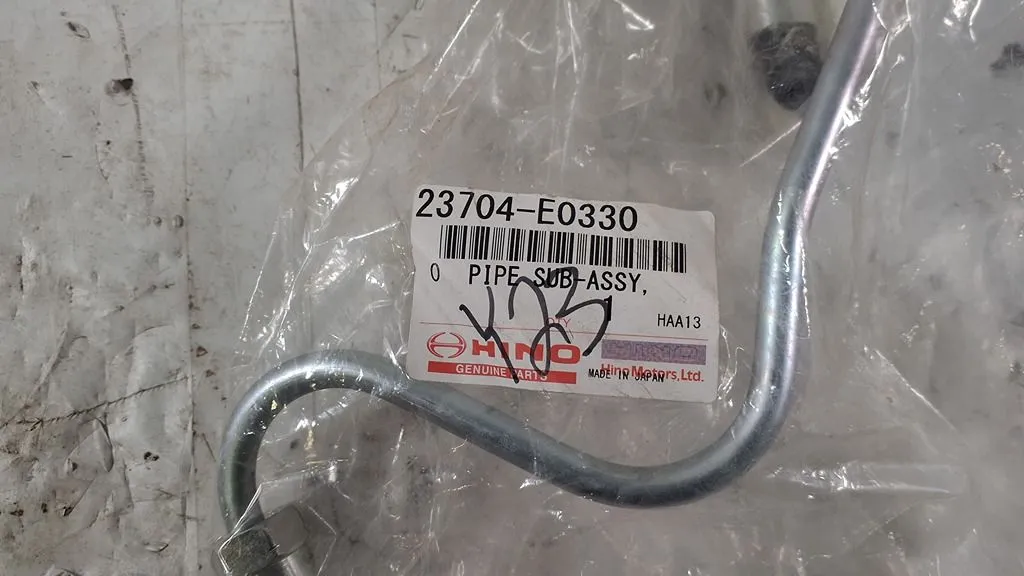 23704-E0330
0 PIPE SUB-ASSY,
1
HAA13
HINO
GENUINE PARTS
Hino Motors,Ltd.
MADE IN JAPAN